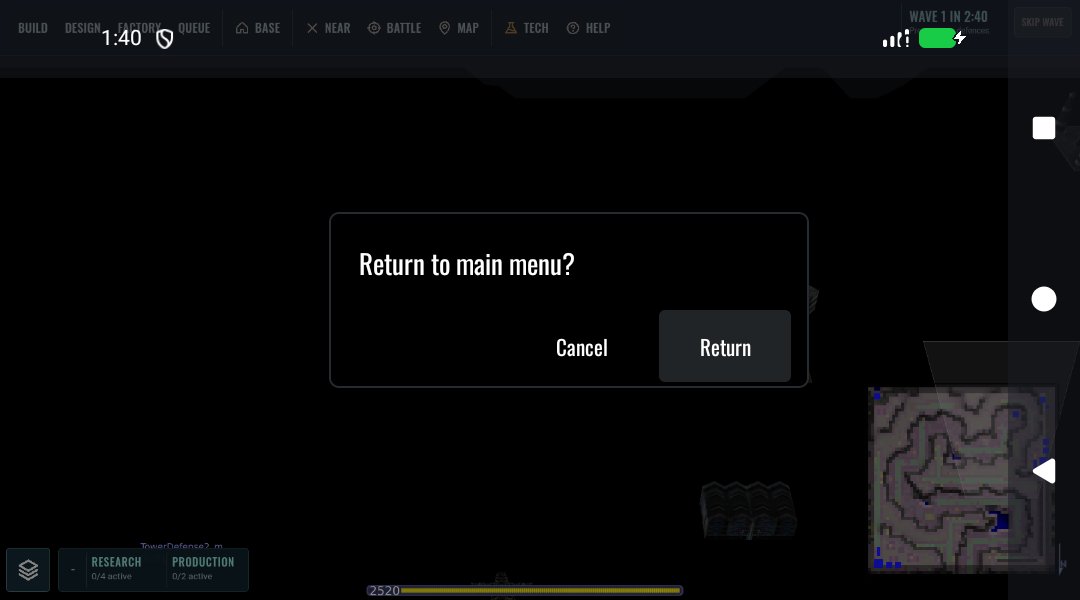 BUILD DESIGN FACTORY QUEUE BASE NEAR BATTLE MAP TECH HELP
WAVE 1 IN 2:40
SKIP WAVE
1:40
Return to main menu?
Cancel Return
TowerDefense2_m
- RESEARCH PRODUCTION
0/4 active 0/2 active
2520